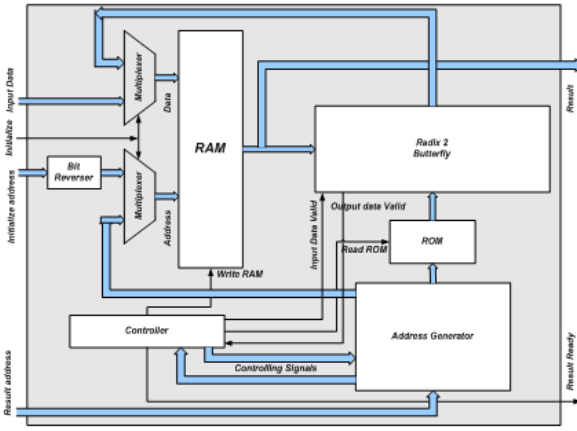 Input Data
Initialize
Initialize address
Result address
Multiplexer
Data
Bit
Reverser
Multiplexer
Address
RAM
Write RAM
Radix 2
Butterfly
Input Data Valid
Output data Valid
Read ROM
ROM
Controller
Controlling Signals
Address Generator
Result
Result Ready